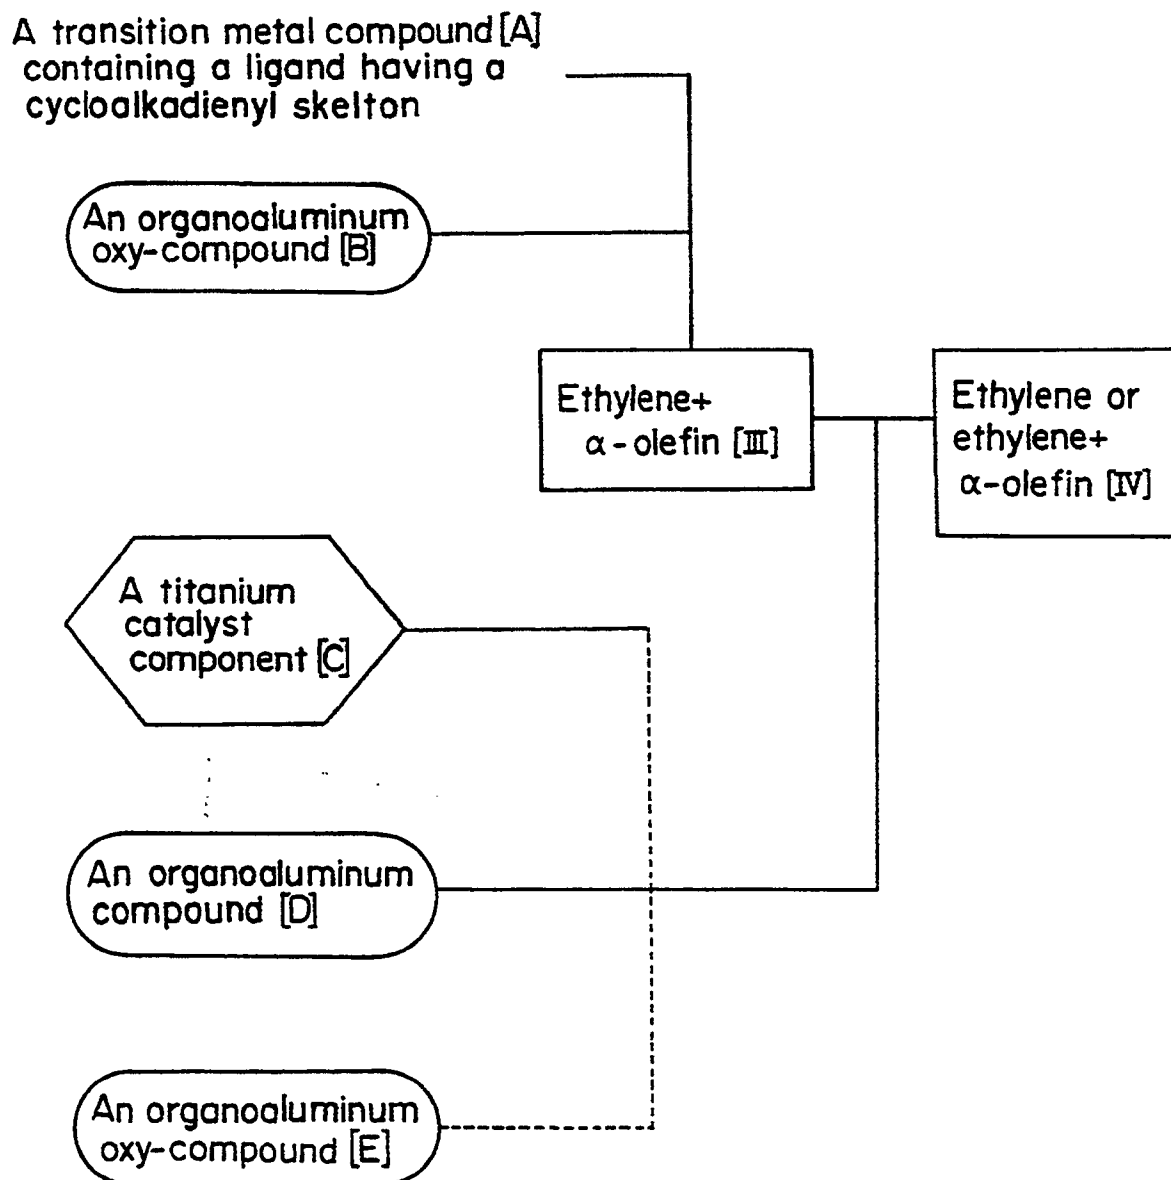 A transition metal compound [A]
containing a ligand having a
cycloalkadienyl skelton
An organoaluminum
oxy-compound [B]
Ethylene+
α-olefin [III]
Ethylene or
ethylene+
α-olefin [IV]
A titanium
catalyst
component [C]
An organoaluminum
compound [D]
An organoaluminum
oxy-compound [E]